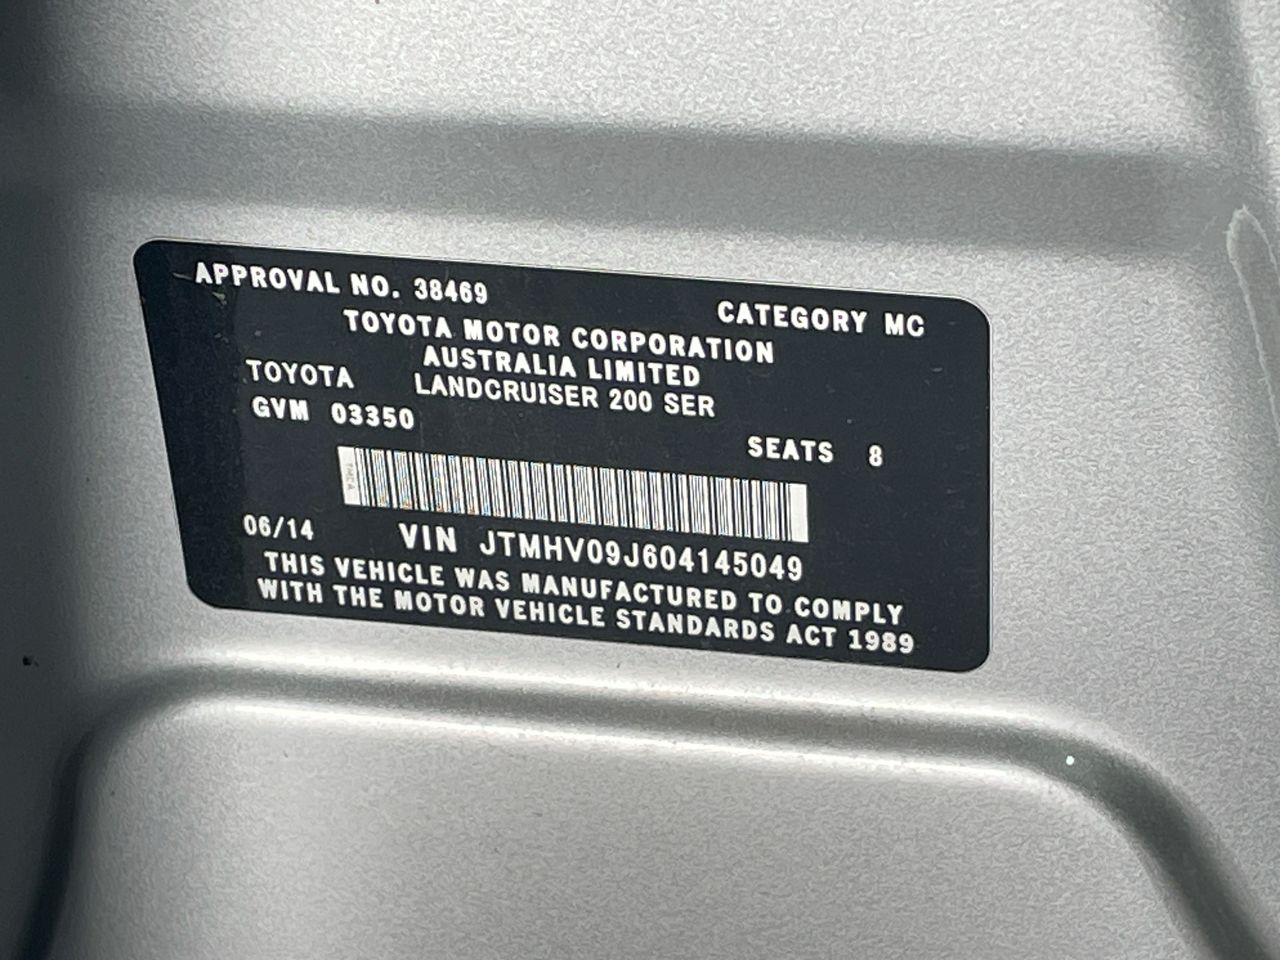 APPROVAL NO. 38469 CATEGORY MC
TOYOTA MOTOR CORPORATION
AUSTRALIA LIMITED
TOYOTA LANDCRUISER 200 SER
GVM 03350 SEATS 8
06/14 VIN JTMHV09J604145049
THIS VEHICLE WAS MANUFACTURED TO COMPLY
WITH THE MOTOR VEHICLE STANDARDS ACT 1989